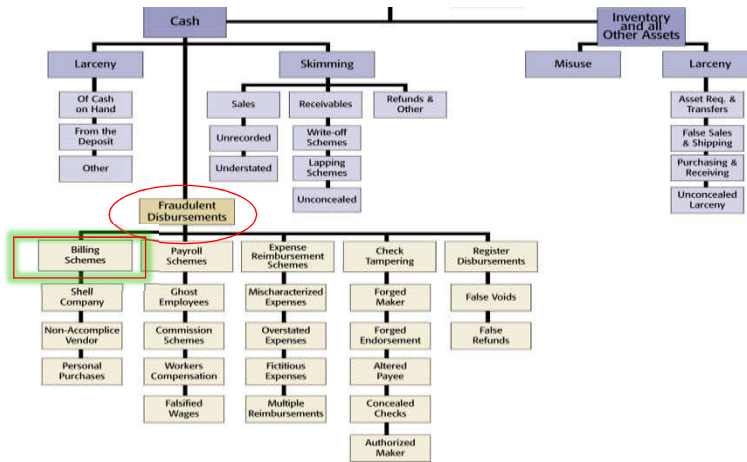 Cash
Inventory
and all
Other Assets
Larceny
Skimming
Misuse
Larceny
Of Cash
on Hand
From the
Deposit
Other
Sales
Unrecorded
Understated
Receivables
Write-off
Schemes
Lapping
Schemes
Unconcealed
Refunds &
Other
Asset Req. &
Transfers
False Sales
& Shipping
Purchasing &
Receiving
Unconcealed
Larceny
Fraudulent
Disbursements
Billing
Schemes
Shell
Company
Non-Accomplice
Vendor
Personal
Purchases
Payroll
Schemes
Ghost
Employees
Commission
Schemes
Workers
Compensation
Falsified
Wages
Expense
Reimbursement
Schemes
Mischaracterized
Expenses
Overstated
Expenses
Fictitious
Expenses
Multiple
Reimbursements
Check
Tampering
Forged
Maker
Forged
Endorsement
Altered
Payee
Concealed
Checks
Authorized
Maker
Register
Disbursements
False Voids
False
Refunds